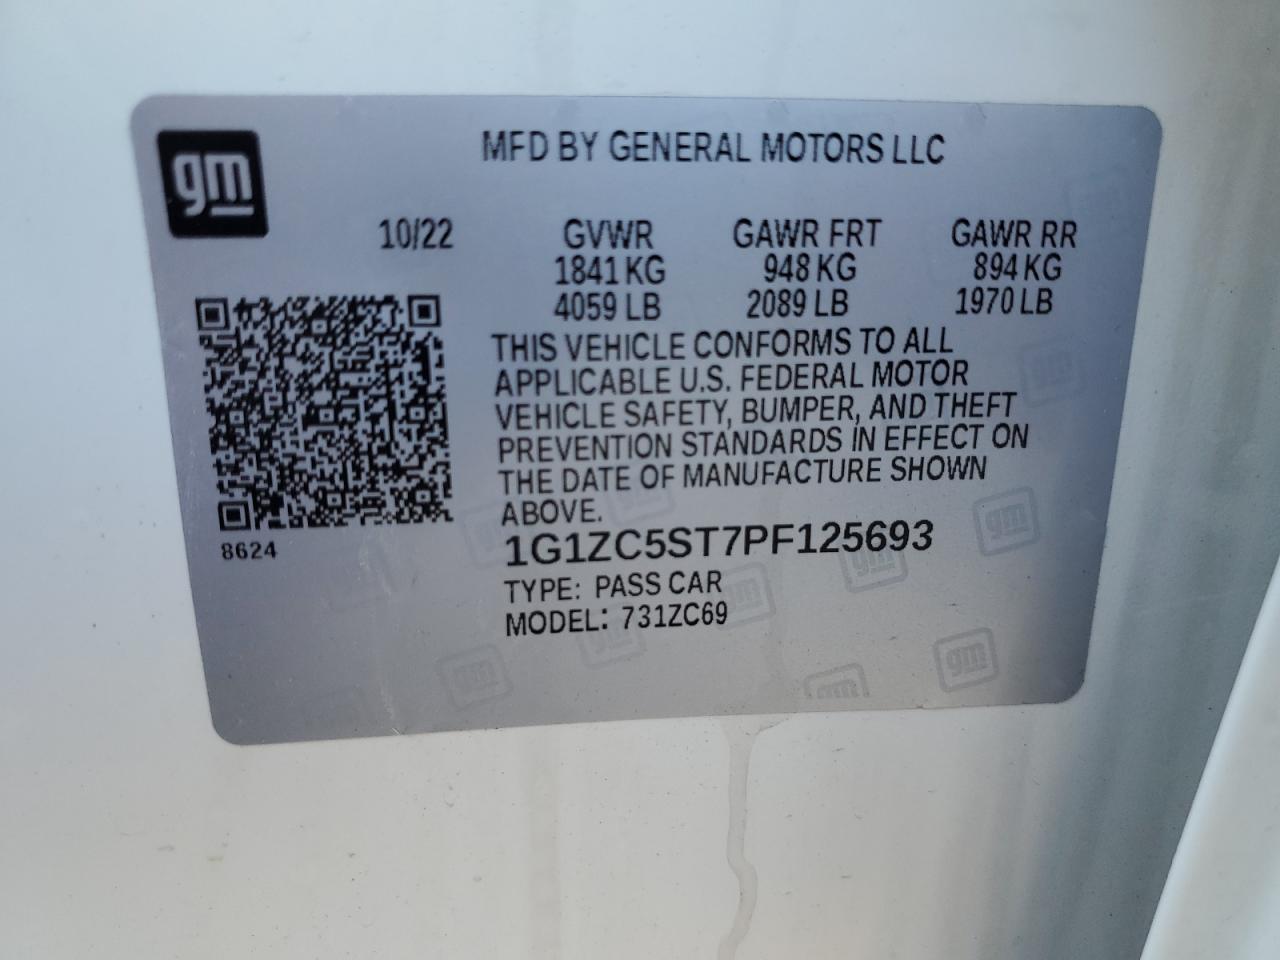 gm
MFD BY GENERAL MOTORS LLC
10/22 GVWR GAWR FRT GAWR RR
1841 KG 948 KG 894 KG
4059 LB 2089 LB 1970 LB
THIS VEHICLE CONFORMS TO ALL
APPLICABLE U.S. FEDERAL MOTOR
VEHICLE SAFETY, BUMPER, AND THEFT
PREVENTION STANDARDS IN EFFECT ON
THE DATE OF MANUFACTURE SHOWN
ABOVE.
8624
1G1ZC5ST7PF125693
TYPE: PASS CAR
MODEL: 731ZC69